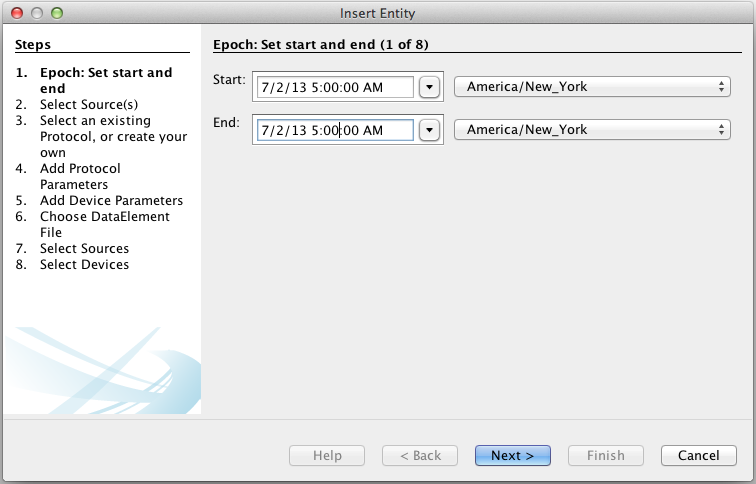 Insert Entity
Steps
1. Epoch: Set start and
end
2. Select Source(s)
3. Select an existing
Protocol, or create your
own
4. Add Protocol
Parameters
5. Add Device Parameters
6. Choose DataElement
File
7. Select Sources
8. Select Devices
Epoch: Set start and end (1 of 8)
Start: 7/2/13 5:00:00 AM America/New_York
End: 7/2/13 5:00:00 AM America/New_York
Help < Back Next > Finish Cancel